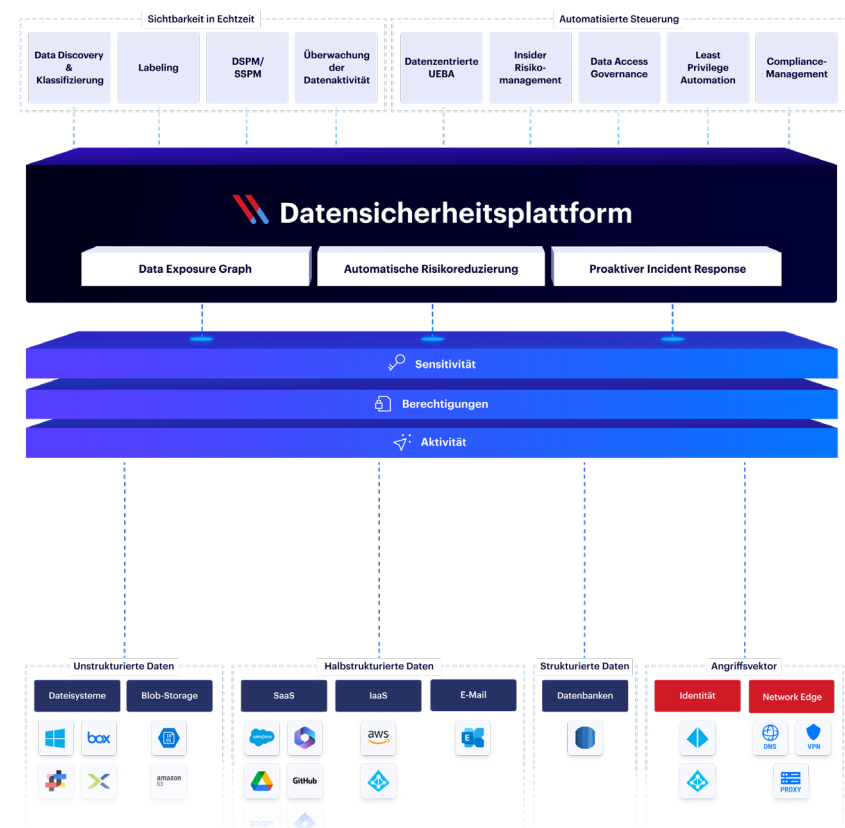 Sichtbarkeit in Echtzeit
Automatisierte Steuerung
Data Discovery
&
Klassifizierung
Labeling
DSPM/
SSPM
Überwachung
der
Datenaktivität
Datenzentrierte
UEBA
Insider
Risiko-
management
Data Access
Governance
Least
Privilege
Automation
Compliance-
Management
Datensicherheitsplattform
Data Exposure Graph
Automatische Risikoreduzierung
Proaktiver Incident Response
Sensitivität
Berechtigungen
Aktivität
Unstrukturierte Daten
Halbstrukturierte Daten
Strukturierte Daten
Angriffsvektor
Dateisysteme
Blob-Storage
SaaS
IaaS
E-Mail
Datenbanken
Identität
Network Edge
box
salesforce
aws
E
DNS
VPN
GitHub
amazon
S3
PROXY
zoom